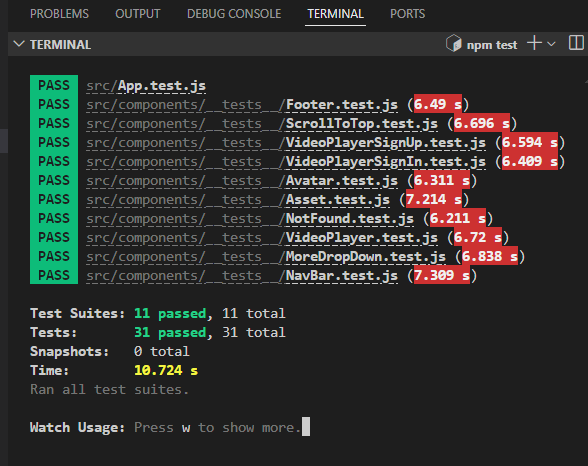 PROBLEMS OUTPUT DEBUG CONSOLE TERMINAL PORTS
TERMINAL npm test
PASS src/App.test.js
PASS src/components/__tests__/Footer.test.js (6.49 s)
PASS src/components/__tests__/ScrollToTop.test.js (6.696 s)
PASS src/components/__tests__/VideoPlayerSignUp.test.js (6.594 s)
PASS src/components/__tests__/VideoPlayerSignIn.test.js (6.409 s)
PASS src/components/__tests__/Avatar.test.js (6.311 s)
PASS src/components/__tests__/Asset.test.js (7.214 s)
PASS src/components/__tests__/NotFound.test.js (6.211 s)
PASS src/components/__tests__/VideoPlayer.test.js (6.72 s)
PASS src/components/__tests__/MoreDropDown.test.js (6.838 s)
PASS src/components/__tests__/NavBar.test.js (7.309 s)
Test Suites: 11 passed, 11 total
Tests: 31 passed, 31 total
Snapshots: 0 total
Time: 10.724 s
Ran all test suites.
Watch Usage: Press w to show more.